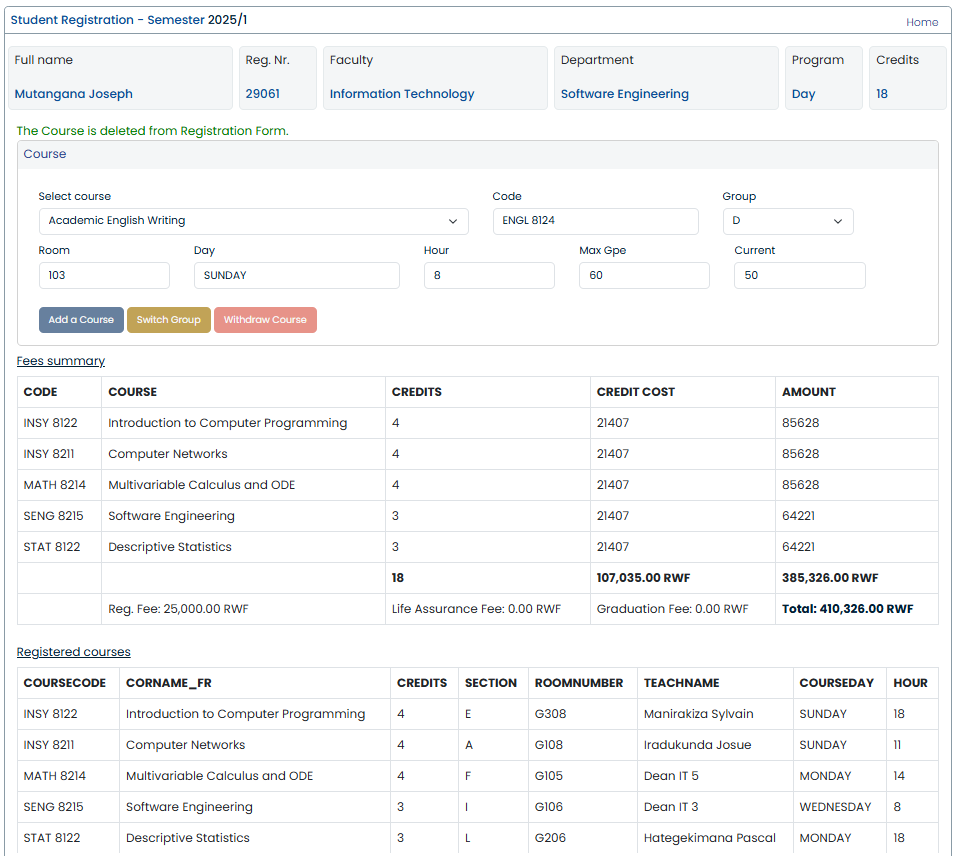 Student Registration - Semester 2025/1
Home
Full name Reg. Nr. Faculty Department Program Credits
Mutangana Joseph 29061 Information Technology Software Engineering Day 18
The Course is deleted from Registration Form.
Course
Select course Code Group
Academic English Writing ENGL 8124 D
Room Day Hour Max Gpe Current
103 SUNDAY 8 60 50
Add a Course Switch Group Withdraw Course
Fees summary
CODE COURSE CREDITS CREDIT COST AMOUNT
INSY 8122 Introduction to Computer Programming 4 21407 85628
INSY 8211 Computer Networks 4 21407 85628
MATH 8214 Multivariable Calculus and ODE 4 21407 85628
SENG 8215 Software Engineering 3 21407 64221
STAT 8122 Descriptive Statistics 3 21407 64221
18 107,035.00 RWF 385,326.00 RWF
Reg. Fee: 25,000.00 RWF Life Assurance Fee: 0.00 RWF Graduation Fee: 0.00 RWF Total: 410,326.00 RWF
Registered courses
COURSECODE CORNAME_FR CREDITS SECTION ROOMNUMBER TEACHNAME COURSEDAY HOUR
INSY 8122 Introduction to Computer Programming 4 E G308 Manirakiza Sylvain SUNDAY 18
INSY 8211 Computer Networks 4 A G108 Iradukunda Josue SUNDAY 11
MATH 8214 Multivariable Calculus and ODE 4 F G105 Dean IT 5 MONDAY 14
SENG 8215 Software Engineering 3 I G106 Dean IT 3 WEDNESDAY 8
STAT 8122 Descriptive Statistics 3 L G206 Hategekimana Pascal MONDAY 18